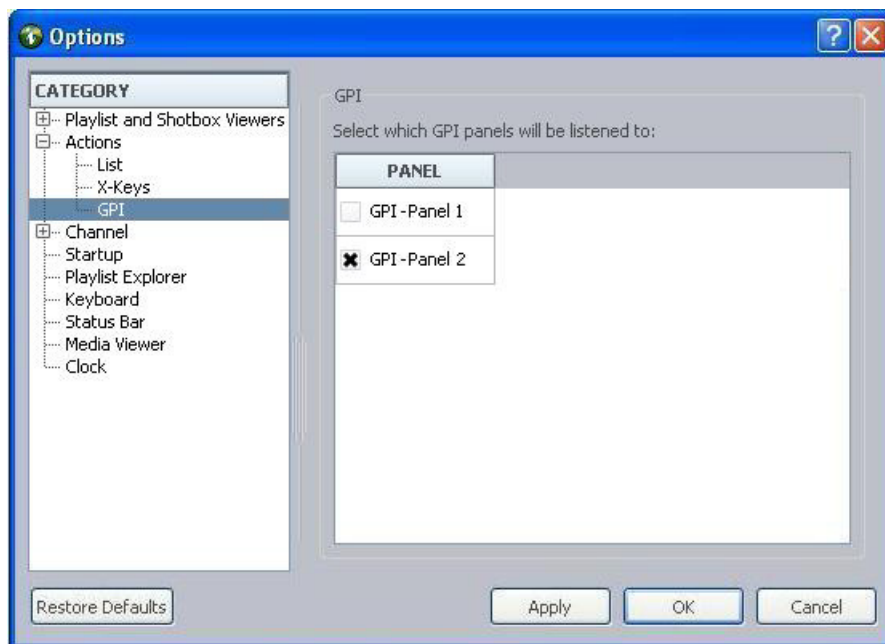 Options
CATEGORY
Playlist and Shotbox Viewers
Actions
List
X-Keys
GPI
Channel
Startup
Playlist Explorer
Keyboard
Status Bar
Media Viewer
Clock
GPI
Select which GPI panels will be listened to:
PANEL
GPI-Panel 1
GPI-Panel 2
Restore Defaults
Apply
OK
Cancel